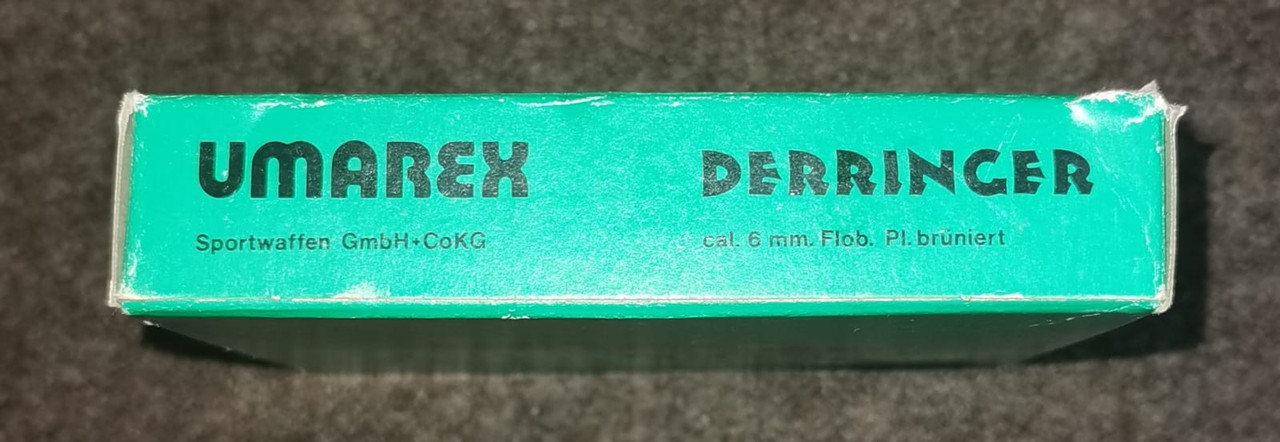 UMAREX
Sportwaffen GmbH+CoKG
DERRINGER
cal. 6 mm. Flob. Pl. brüniert